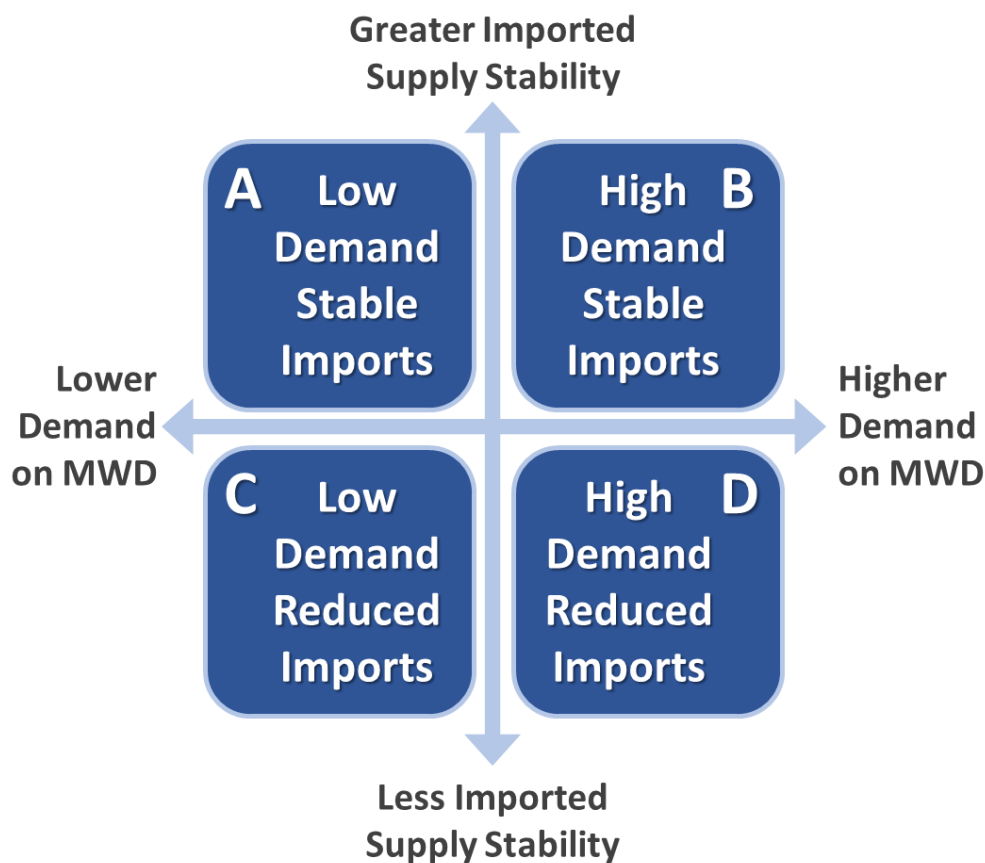 Greater Imported
Supply Stability
A Low
Demand
Stable
Imports
High B
Demand
Stable
Imports
Lower
Demand
on MWD
Higher
Demand
on MWD
C Low
Demand
Reduced
Imports
High D
Demand
Reduced
Imports
Less Imported
Supply Stability